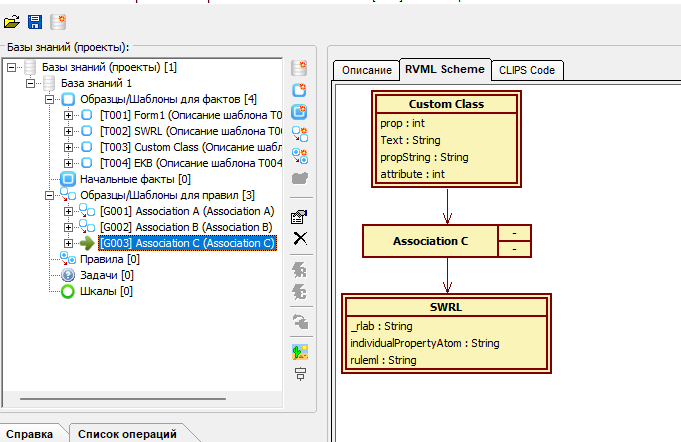 Базы знаний (проекты):
Базы знаний (проекты) [1]
База знаний 1
Образцы/Шаблоны для фактов [4]
[T001] Form1 (Описание шаблона T0
[T002] SWRL (Описание шаблона T00
[T003] Custom Class (Описание шабл
[T004] EKB (Описание шаблона T004
Начальные факты [0]
Образцы/Шаблоны для правил [3]
[G001] Association A (Association A)
[G002] Association B (Association B)
[G003] Association C (Association C)
Правила [0]
Задачи [0]
Шкалы [0]
Справка
Список операций
Описание
RVML Scheme
CLIPS Code
Custom Class
prop : int
Text : String
propString : String
attribute : int
Association C
-
-
SWRL
_rlab : String
individualPropertyAtom : String
ruleml : String